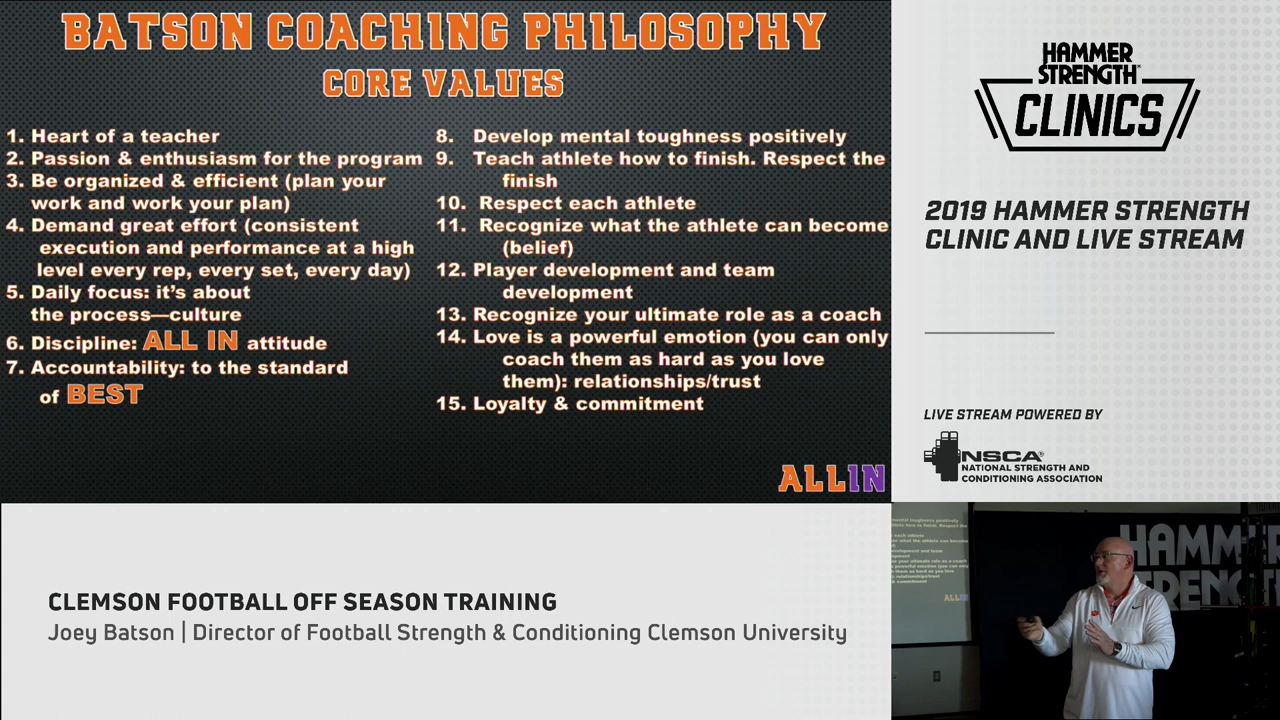 BATSON COACHING PHILOSOPHY
CORE VALUES
1. Heart of a teacher
2. Passion & enthusiasm for the program
3. Be organized & efficient (plan your
work and work your plan)
4. Demand great effort (consistent
execution and performance at a high
level every rep, every set, every day)
5. Daily focus: it's about
the process—culture
6. Discipline: ALL IN attitude
7. Accountability: to the standard
of BEST
8. Develop mental toughness positively
9. Teach athlete how to finish. Respect the
finish
10. Respect each athlete
11. Recognize what the athlete can become
(belief)
12. Player development and team
development
13. Recognize your ultimate role as a coach
14. Love is a powerful emotion (you can only
coach them as hard as you love
them): relationships/trust
15. Loyalty & commitment
ALLIN
HAMMER
STRENGTH
CLINICS
2019 HAMMER STRENGTH
CLINIC AND LIVE STREAM
LIVE STREAM POWERED BY
NSCA
NATIONAL STRENGTH AND
CONDITIONING ASSOCIATION
CLEMSON FOOTBALL OFF SEASON TRAINING
Joey Batson | Director of Football Strength & Conditioning Clemson University